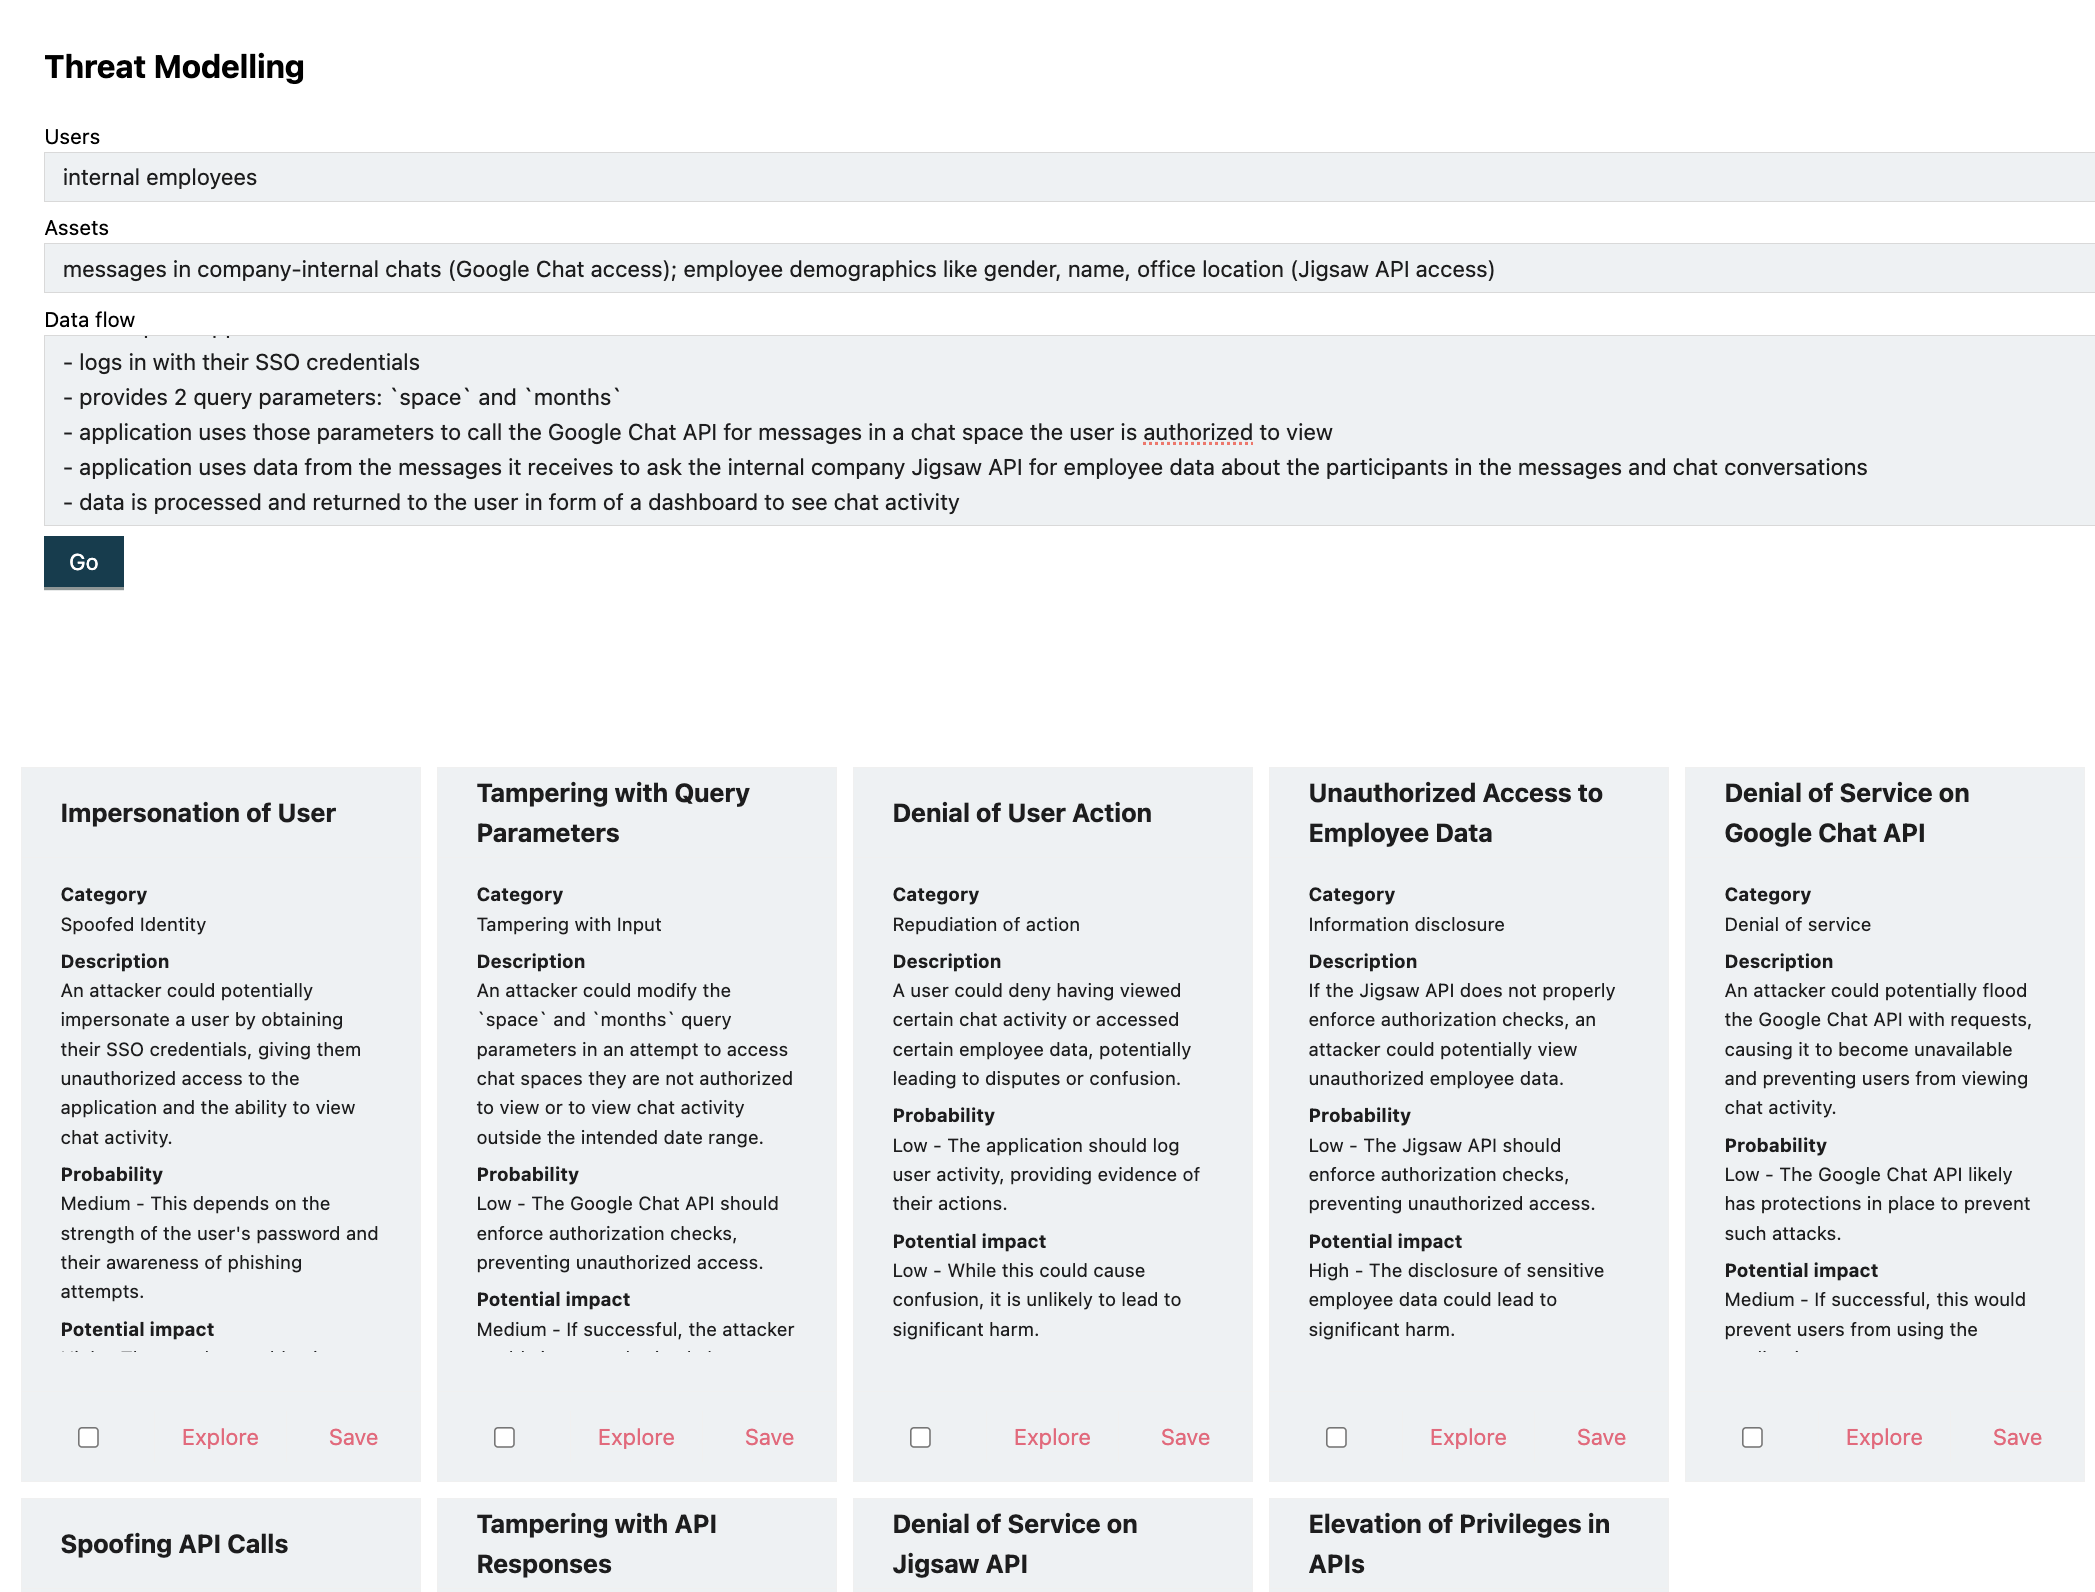 Threat Modelling
Users
internal employees
Assets
messages in company-internal chats (Google Chat access); employee demographics like gender, name, office location (Jigsaw API access)
Data flow
- logs in with their SSO credentials
- provides 2 query parameters: `space` and `months`
- application uses those parameters to call the Google Chat API for messages in a chat space the user is authorized to view
- application uses data from the messages it receives to ask the internal company Jigsaw API for employee data about the participants in the messages and chat conversations
- data is processed and returned to the user in form of a dashboard to see chat activity
Go
Impersonation of User
Category
Spoofed Identity
Description
An attacker could potentially
impersonate a user by obtaining
their SSO credentials, giving them
unauthorized access to the
application and the ability to view
chat activity.
Probability
Medium - This depends on the
strength of the user's password and
their awareness of phishing
attempts.
Potential impact
Explore
Save
Tampering with Query
Parameters
Category
Tampering with Input
Description
An attacker could modify the
`space` and `months` query
parameters in an attempt to access
chat spaces they are not authorized
to view or to view chat activity
outside the intended date range.
Probability
Low - The Google Chat API should
enforce authorization checks,
preventing unauthorized access.
Potential impact
Medium - If successful, the attacker
Explore
Save
Denial of User Action
Category
Repudiation of action
Description
A user could deny having viewed
certain chat activity or accessed
certain employee data, potentially
leading to disputes or confusion.
Probability
Low - The application should log
user activity, providing evidence of
their actions.
Potential impact
Low - While this could cause
confusion, it is unlikely to lead to
significant harm.
Explore
Save
Unauthorized Access to
Employee Data
Category
Information disclosure
Description
If the Jigsaw API does not properly
enforce authorization checks, an
attacker could potentially view
unauthorized employee data.
Probability
Low - The Jigsaw API should
enforce authorization checks,
preventing unauthorized access.
Potential impact
High - The disclosure of sensitive
employee data could lead to
significant harm.
Explore
Save
Denial of Service on
Google Chat API
Category
Denial of service
Description
An attacker could potentially flood
the Google Chat API with requests,
causing it to become unavailable
and preventing users from viewing
chat activity.
Probability
Low - The Google Chat API likely
has protections in place to prevent
such attacks.
Potential impact
Medium - If successful, this would
prevent users from using the
Explore
Save
Spoofing API Calls
Tampering with API
Responses
Denial of Service on
Jigsaw API
Elevation of Privileges in
APIs